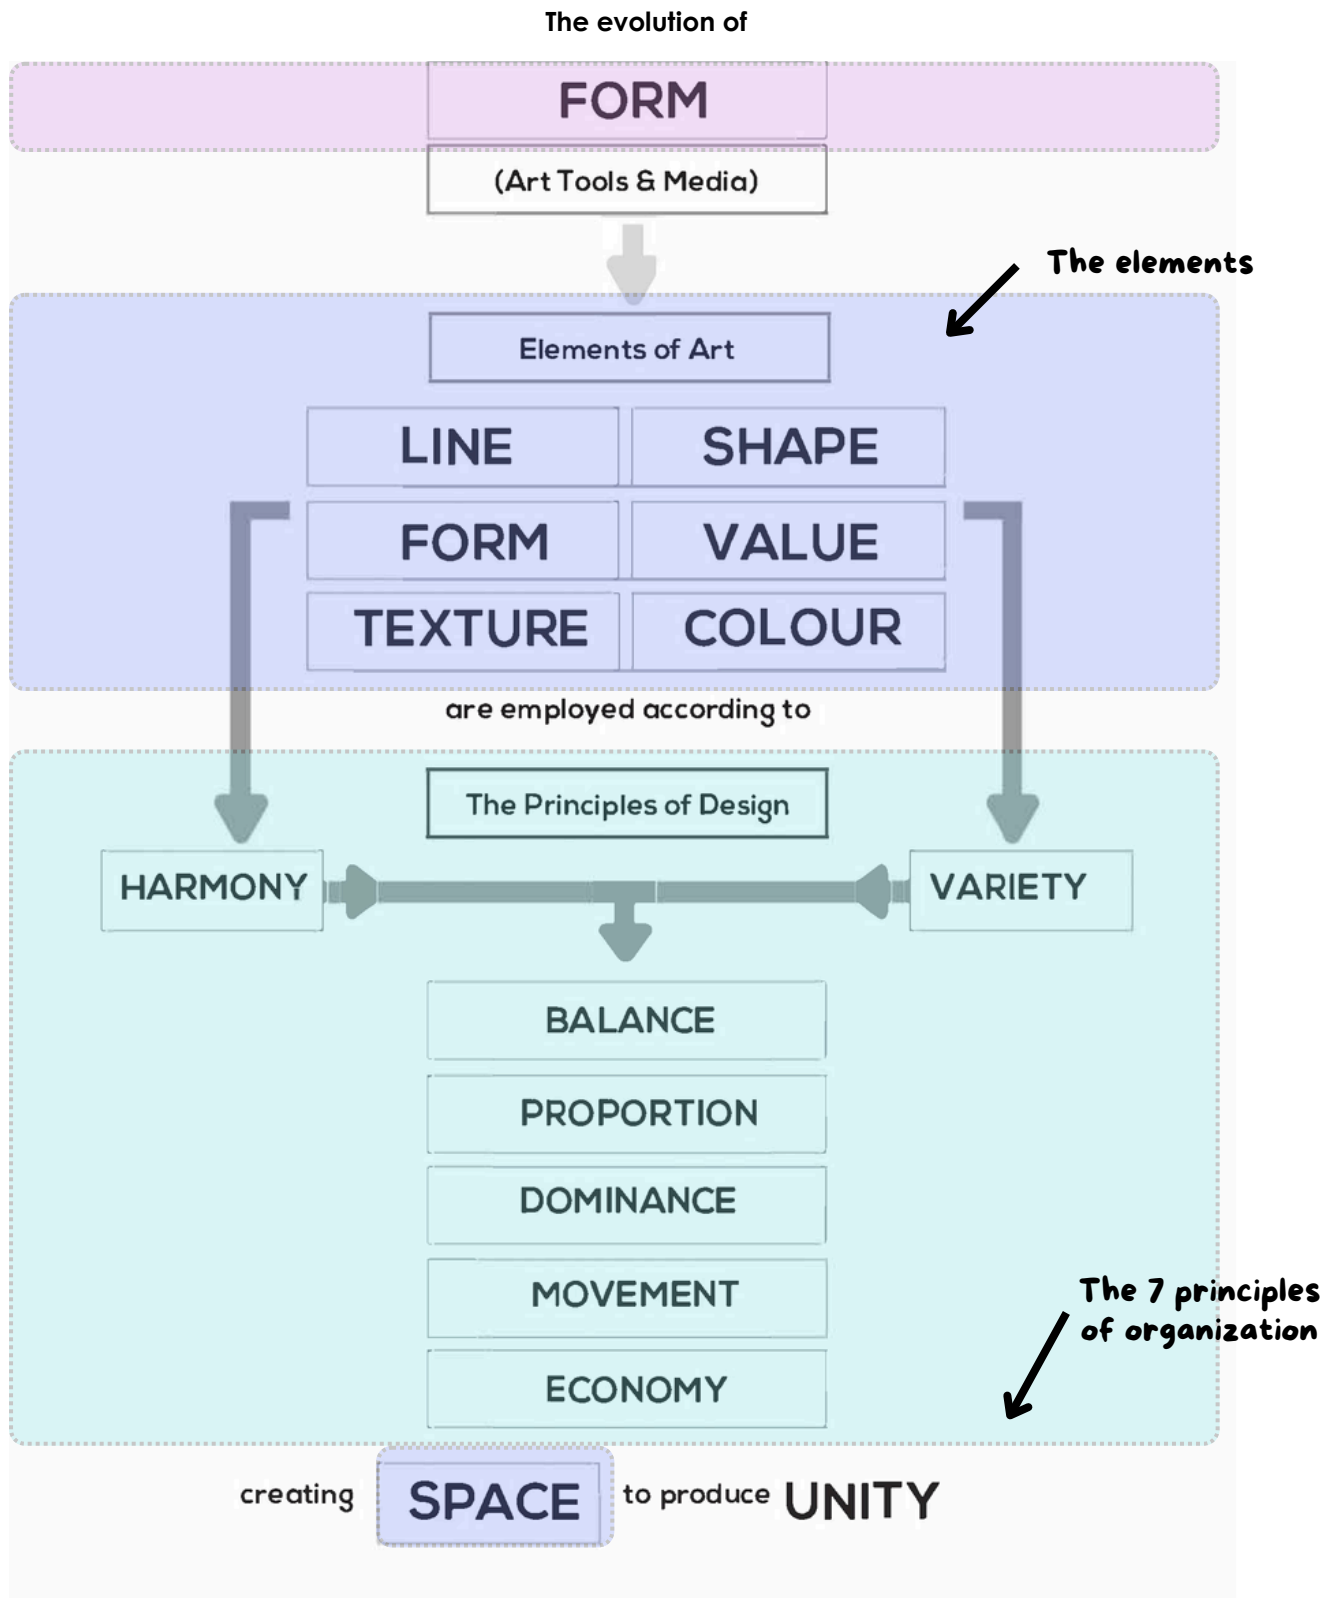 The evolution of
FORM
(Art Tools & Media)
The elements
Elements of Art
LINE
SHAPE
FORM
VALUE
TEXTURE
COLOUR
are employed according to
The Principles of Design
HARMONY
VARIETY
BALANCE
PROPORTION
DOMINANCE
MOVEMENT
ECONOMY
The 7 principles
of organization
creating SPACE to produce UNITY